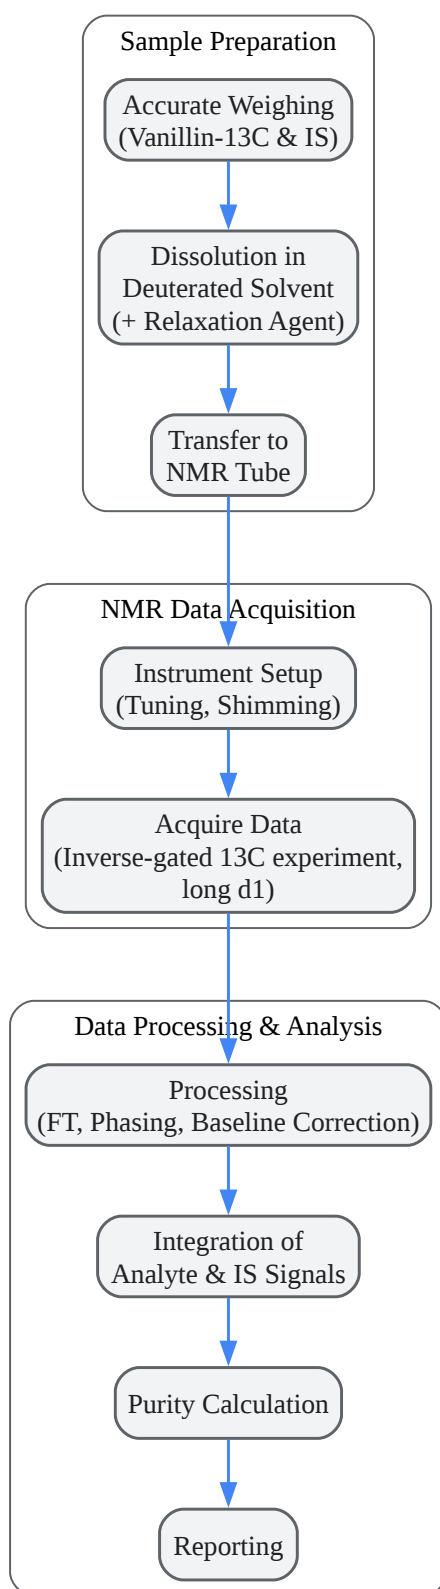 Sample Preparation
Accurate Weighing
(Vanillin-13C & IS)
Dissolution in
Deuterated Solvent
(+ Relaxation Agent)
Transfer to
NMR Tube
NMR Data Acquisition
Instrument Setup
(Tuning, Shimming)
Acquire Data
(Inverse-gated 13C experiment,
long d1)
Data Processing & Analysis
Processing
(FT, Phasing, Baseline Correction)
Integration of
Analyte & IS Signals
Purity Calculation
Reporting